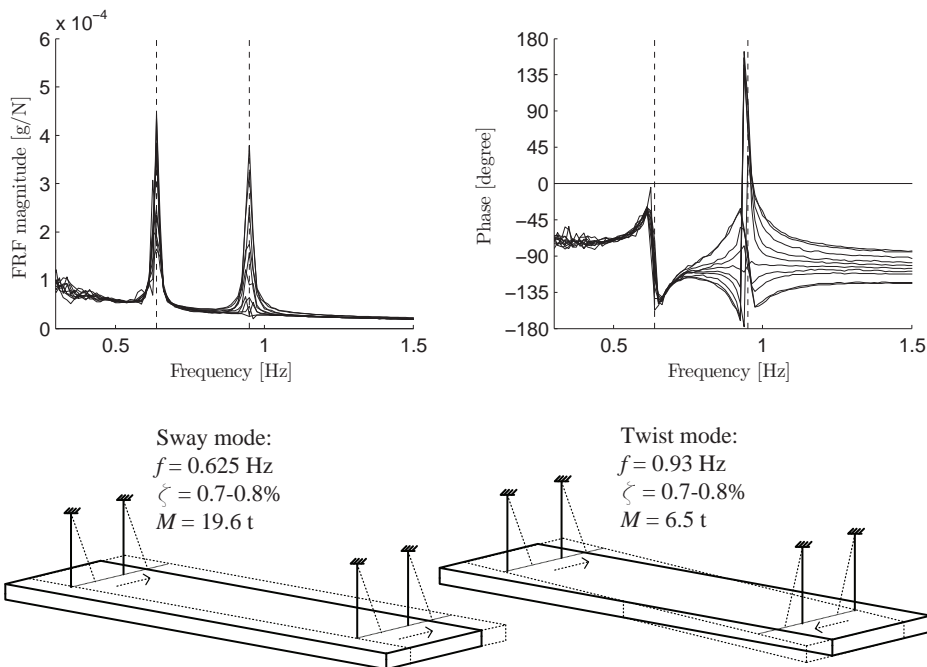 x 10⁻⁴
6
5
4
3
2
1
0
0.5 1 1.5
FRF magnitude [g/N]
Frequency [Hz]
180
135
90
45
0
−45
−90
−135
−180
0.5 1 1.5
Phase [degree]
Frequency [Hz]
Sway mode:
f = 0.625 Hz
ζ = 0.7-0.8%
M = 19.6 t
Twist mode:
f = 0.93 Hz
ζ = 0.7-0.8%
M = 6.5 t